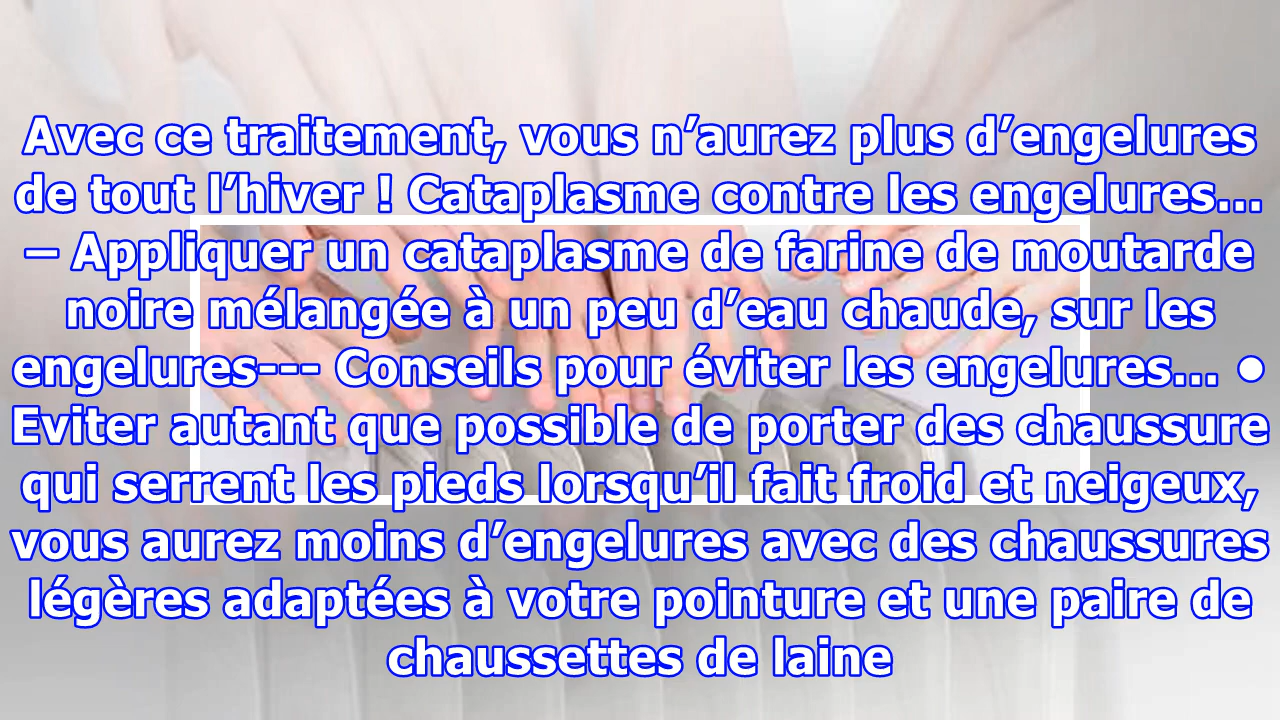 Avec ce traitement, vous n’aurez plus d’engelures
de tout l’hiver ! Cataplasme contre les engelures...
– Appliquer un cataplasme de farine de moutarde
noire mélangée à un peu d’eau chaude, sur les
engelures--- Conseils pour éviter les engelures... •
Eviter autant que possible de porter des chaussure
qui serrent les pieds lorsqu’il fait froid et neigeux,
vous aurez moins d’engelures avec des chaussures
légères adaptées à votre pointure et une paire de
chaussettes de laine